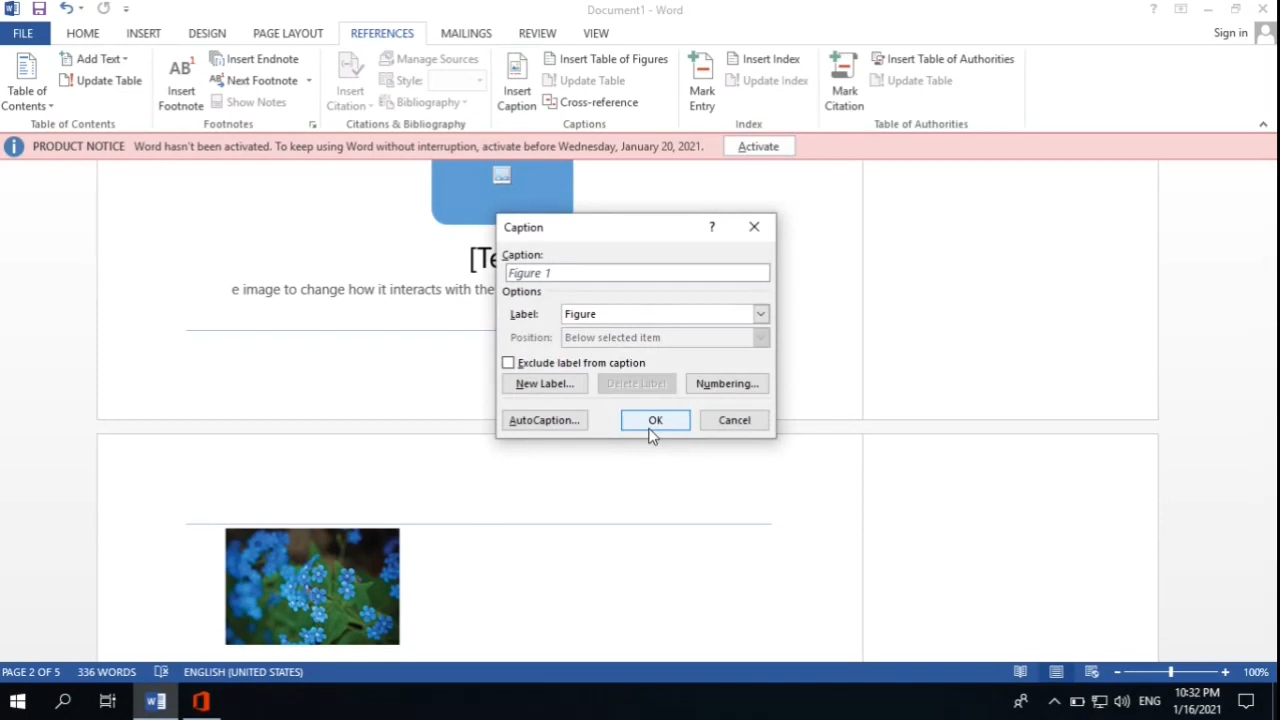 Document1 - Word
FILE HOME INSERT DESIGN PAGE LAYOUT REFERENCES MAILINGS REVIEW VIEW Sign in
Table of Contents
Add Text
Update Table
Table of Contents
AB1
Insert Footnote
Insert Endnote
Next Footnote
Show Notes
Footnotes
Insert Citation
Manage Sources
Style:
Bibliography
Citations & Bibliography
Insert Caption
Insert Table of Figures
Update Table
Cross-reference
Captions
Mark Entry
Insert Index
Update Index
Index
Mark Citation
Insert Table of Authorities
Update Table
Table of Authorities
PRODUCT NOTICE Word hasn't been activated. To keep using Word without interruption, activate before Wednesday, January 20, 2021. Activate
[Te
e image to change how it interacts with the
Caption ?
Caption:
Figure 1
Options
Label: Figure
Position: Below selected item
Exclude label from caption
New Label... Delete Label Numbering...
AutoCaption... OK Cancel
PAGE 2 OF 5 336 WORDS ENGLISH (UNITED STATES) 100%
ENG
10:32 PM
1/16/2021